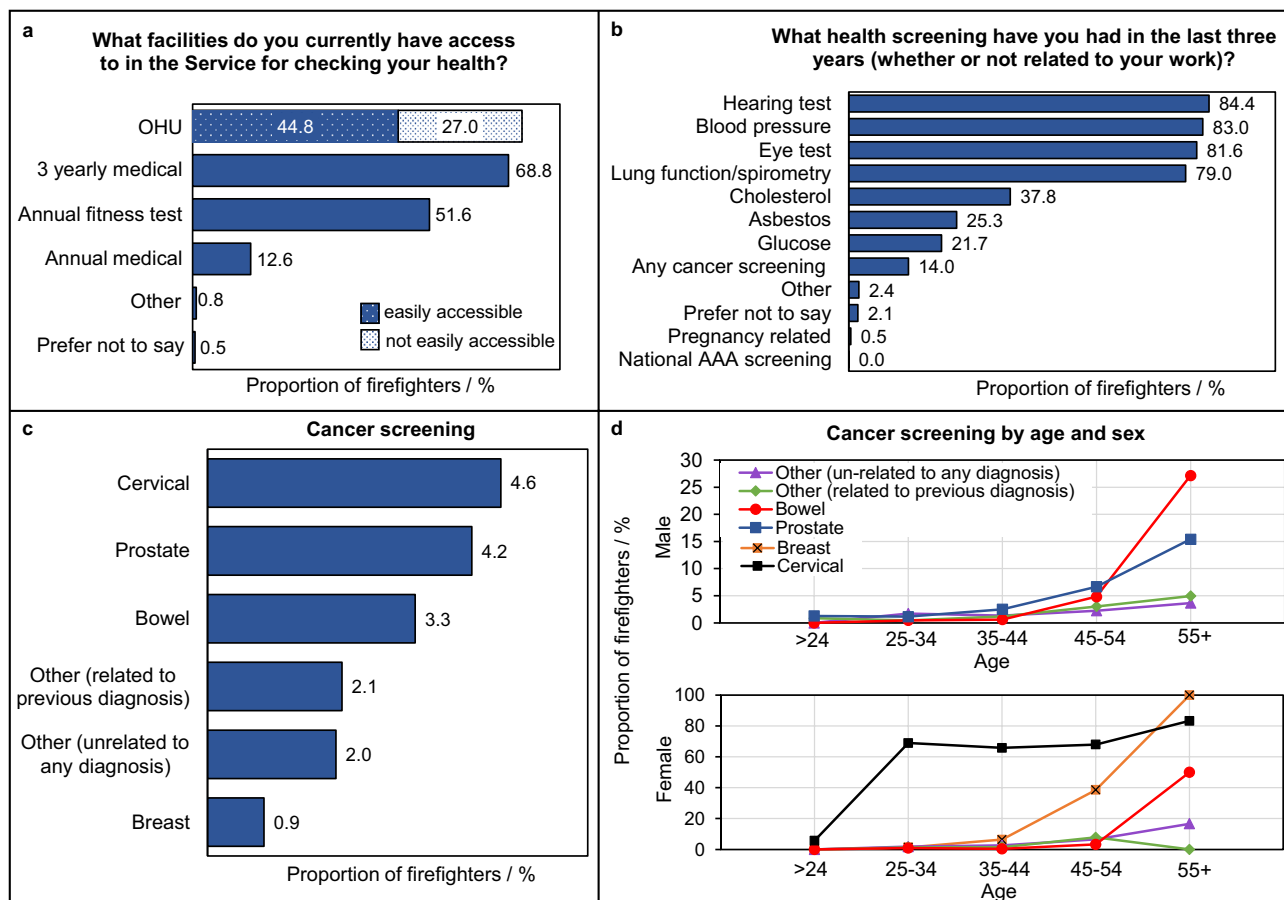 a
What facilities do you currently have access
to in the Service for checking your health?
OHU
44.8
27.0
3 yearly medical
68.8
Annual fitness test
51.6
Annual medical
12.6
Other
0.8
easily accessible
Prefer not to say
0.5
not easily accessible
Proportion of firefighters / %
b
What health screening have you had in the last three
years (whether or not related to your work)?
Hearing test
84.4
Blood pressure
83.0
Eye test
81.6
Lung function/spirometry
79.0
Cholesterol
37.8
Asbestos
25.3
Glucose
21.7
Any cancer screening
14.0
Other
2.4
Prefer not to say
2.1
Pregnancy related
0.5
National AAA screening
0.0
Proportion of firefighters / %
c
Cancer screening
Cervical
4.6
Prostate
4.2
Bowel
3.3
Other (related to
previous diagnosis)
2.1
Other (unrelated to
any diagnosis)
2.0
Breast
0.9
Proportion of firefighters / %
d
Cancer screening by age and sex
Proportion of firefighters / %
Male
30
25
20
15
10
5
0
Other (un-related to any diagnosis)
Other (related to previous diagnosis)
Bowel
Prostate
Breast
Cervical
>24
25-34
35-44
45-54
55+
Age
Female
100
80
60
40
20
0
>24
25-34
35-44
45-54
55+
Age